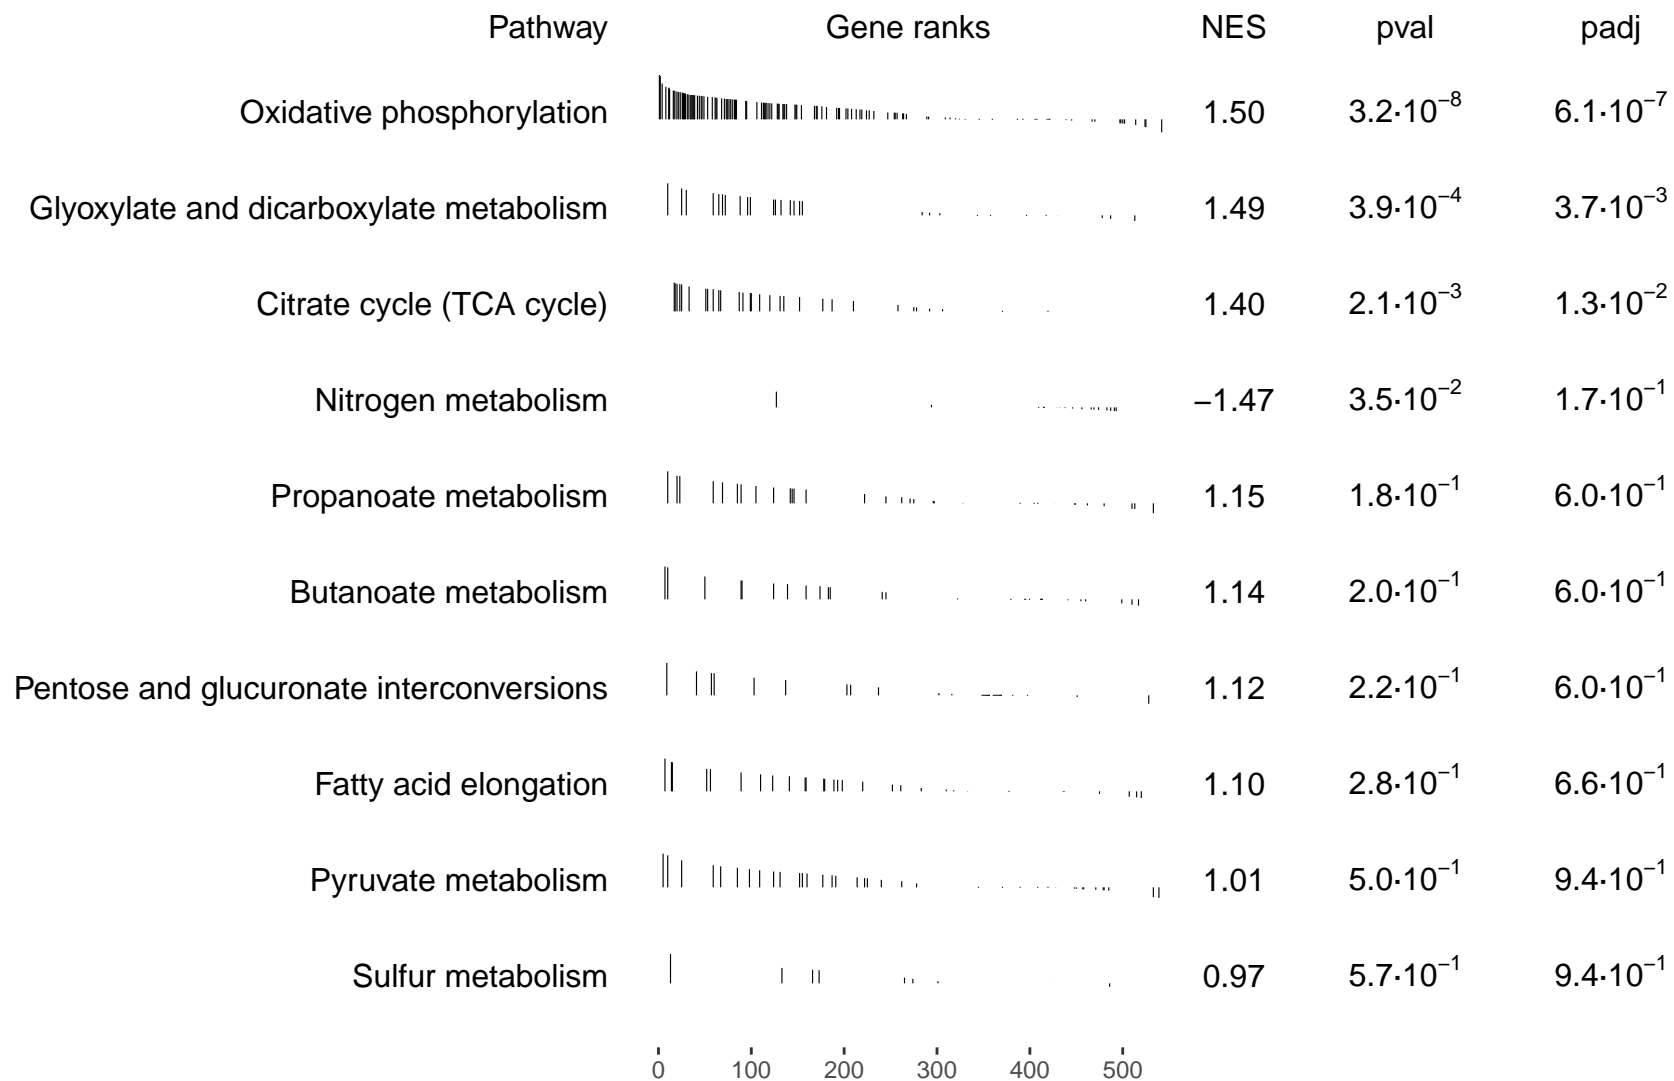 Pathway Gene ranks NES pval padj
Oxidative phosphorylation 1.50 3.2·10⁻⁸ 6.1·10⁻⁷
Glyoxylate and dicarboxylate metabolism 1.49 3.9·10⁻⁴ 3.7·10⁻³
Citrate cycle (TCA cycle) 1.40 2.1·10⁻³ 1.3·10⁻²
Nitrogen metabolism −1.47 3.5·10⁻² 1.7·10⁻¹
Propanoate metabolism 1.15 1.8·10⁻¹ 6.0·10⁻¹
Butanoate metabolism 1.14 2.0·10⁻¹ 6.0·10⁻¹
Pentose and glucuronate interconversions 1.12 2.2·10⁻¹ 6.0·10⁻¹
Fatty acid elongation 1.10 2.8·10⁻¹ 6.6·10⁻¹
Pyruvate metabolism 1.01 5.0·10⁻¹ 9.4·10⁻¹
Sulfur metabolism 0.97 5.7·10⁻¹ 9.4·10⁻¹
0 100 200 300 400 500